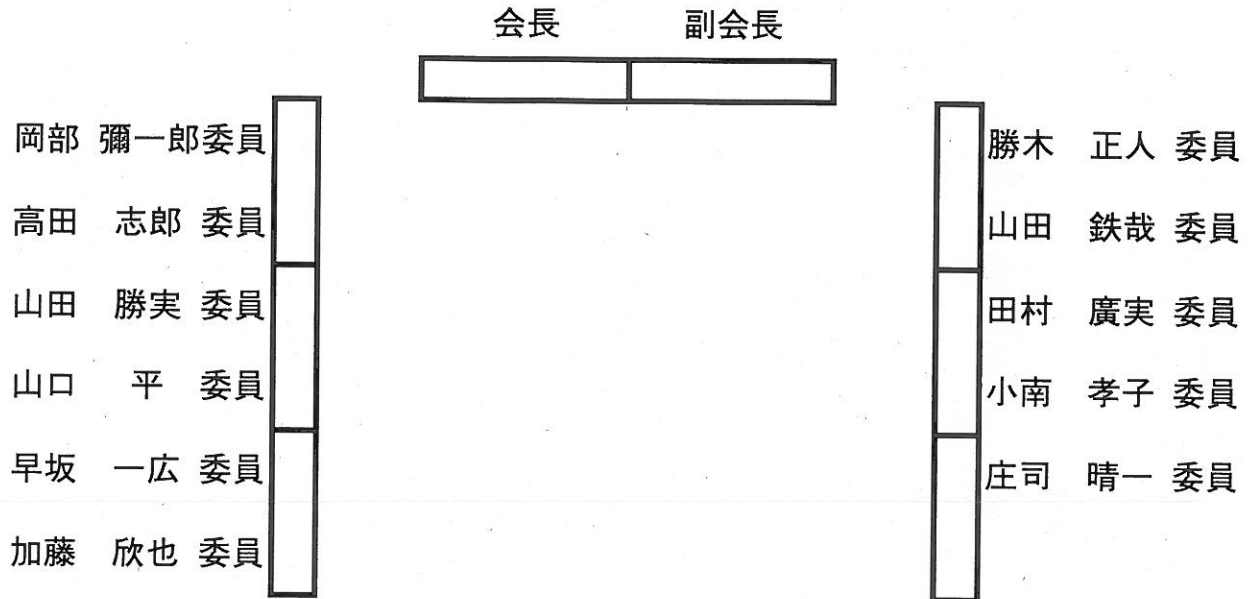 会長 副会長
岡部 彌一郎委員
高田 志郎 委員
山田 勝実 委員
山口 平 委員
早坂 一広 委員
加藤 欣也 委員
勝木 正人 委員
山田 鉄哉 委員
田村 廣実 委員
小南 孝子 委員
庄司 晴一 委員